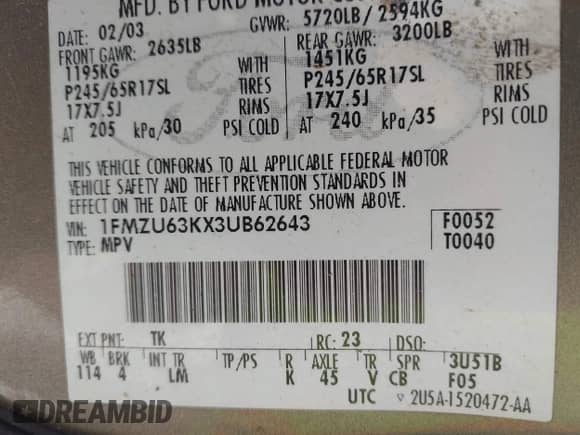 MFD. BY FORD MOTOR
DATE: 02/03 GVWR: 5720LB / 2594KG
FRONT GAWR: 2635LB REAR GAWR: 3200LB
1195KG WITH 1451KG WITH
P245/65R17SL TIRES P245/65R17SL TIRES
17X7.5J RIMS 17X7.5J RIMS
AT 205 kPa/30 PSI COLD AT 240 kPa/35 PSI COLD
Ford
THIS VEHICLE CONFORMS TO ALL APPLICABLE FEDERAL MOTOR
VEHICLE SAFETY AND THEFT PREVENTION STANDARDS IN
EFFECT ON THE DATE OF MANUFACTURE SHOWN ABOVE.
VIN: 1FMZU63KX3UB62643 F0052
TYPE: MPV T0040
EXT PNT: TK RC: 23 DSO:
WB BRK INT TR TP/PS R AXLE TR SPR 3U51B
114 4 LM K 45 V CB F05
UTC ▽ 2U5A-1520472-AA
DREAMBID